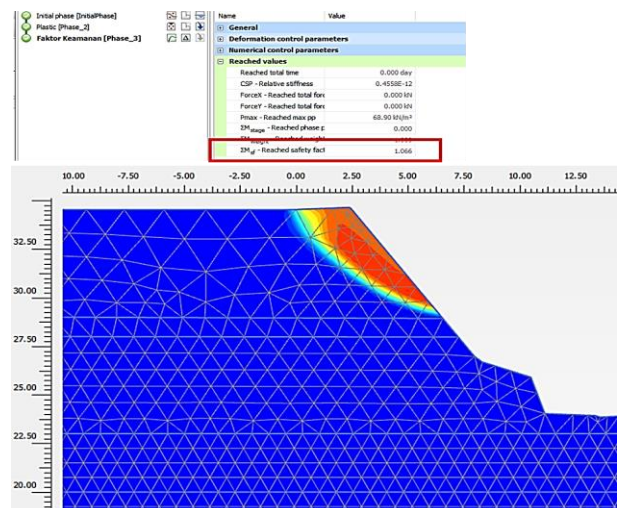 Initial phase [InitialPhase]
Plastic [Phase_2]
Faktor Keamanan [Phase_3]
Name Value
General
Deformation control parameters
Numerical control parameters
Reached values
Reached total time 0.000 day
CSP - Relative stiffness 0.4558E-12
ForceX - Reached total forc 0.000 kN
ForceY - Reached total forc 0.000 kN
Pmax - Reached max pp 68.90 kN/m²
ΣMstage - Reached phase p 0.000
ΣMsf - Reached safety fact 1.066
10.00 -7.50 -5.00 -2.50 0.00 2.50 5.00 7.50 10.00 12.50
32.50
30.00
27.50
25.00
22.50
20.00